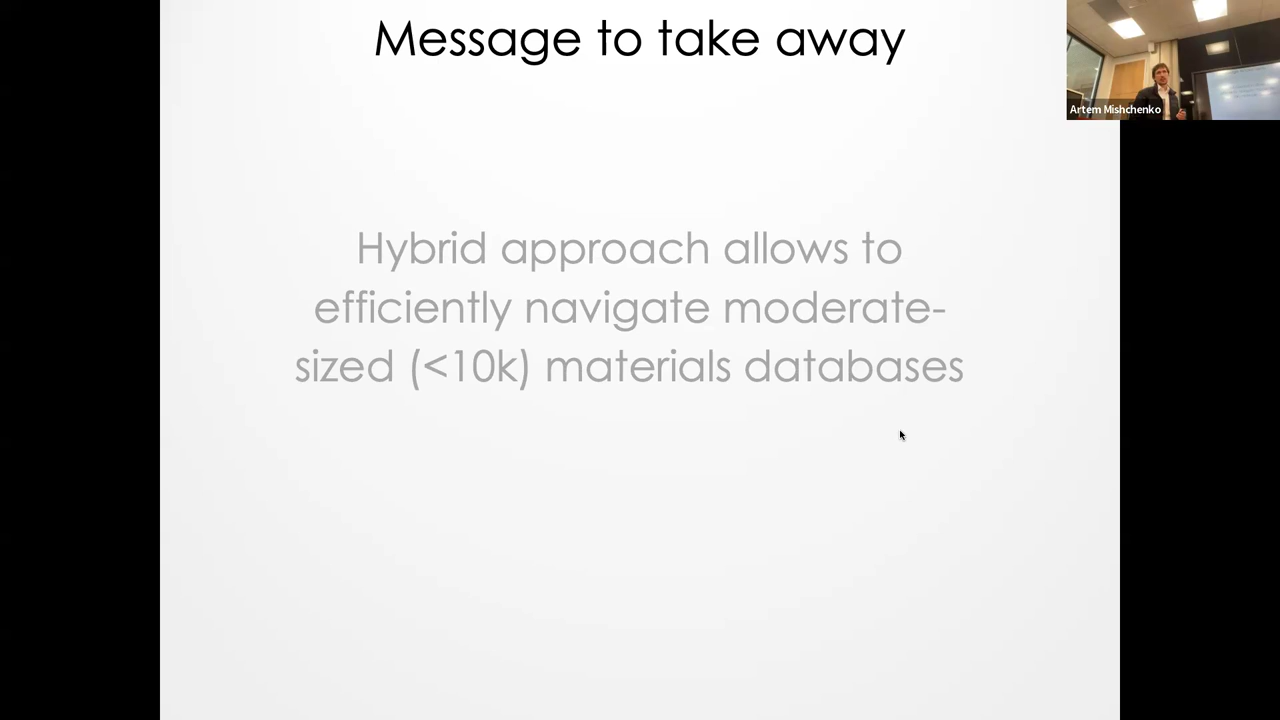 Message to take away
Artem Mishchenko
Hybrid approach allows to
efficiently navigate moderate-
sized (<10k) materials databases